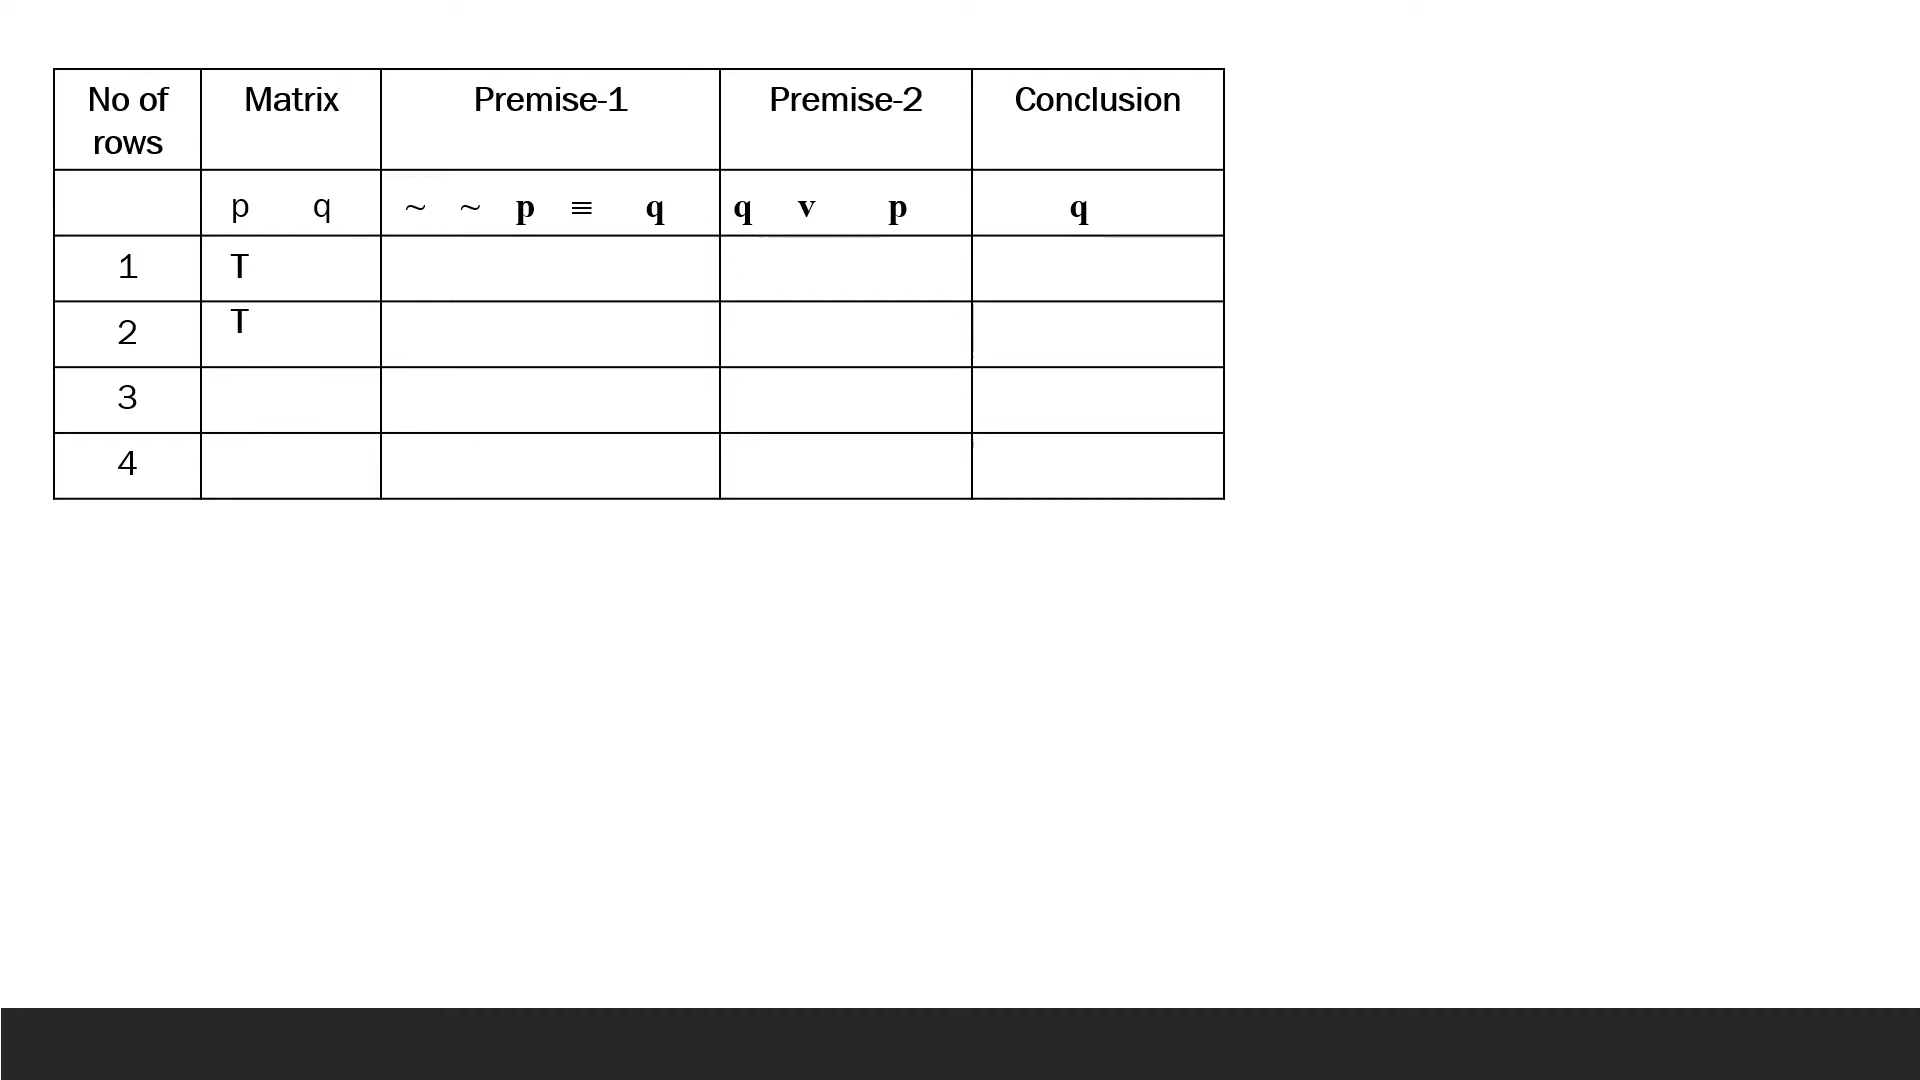 No of rows Matrix Premise-1 Premise-2 Conclusion
p q ~ ~ p ≡ q q v p q
1 T
2 T
3
4